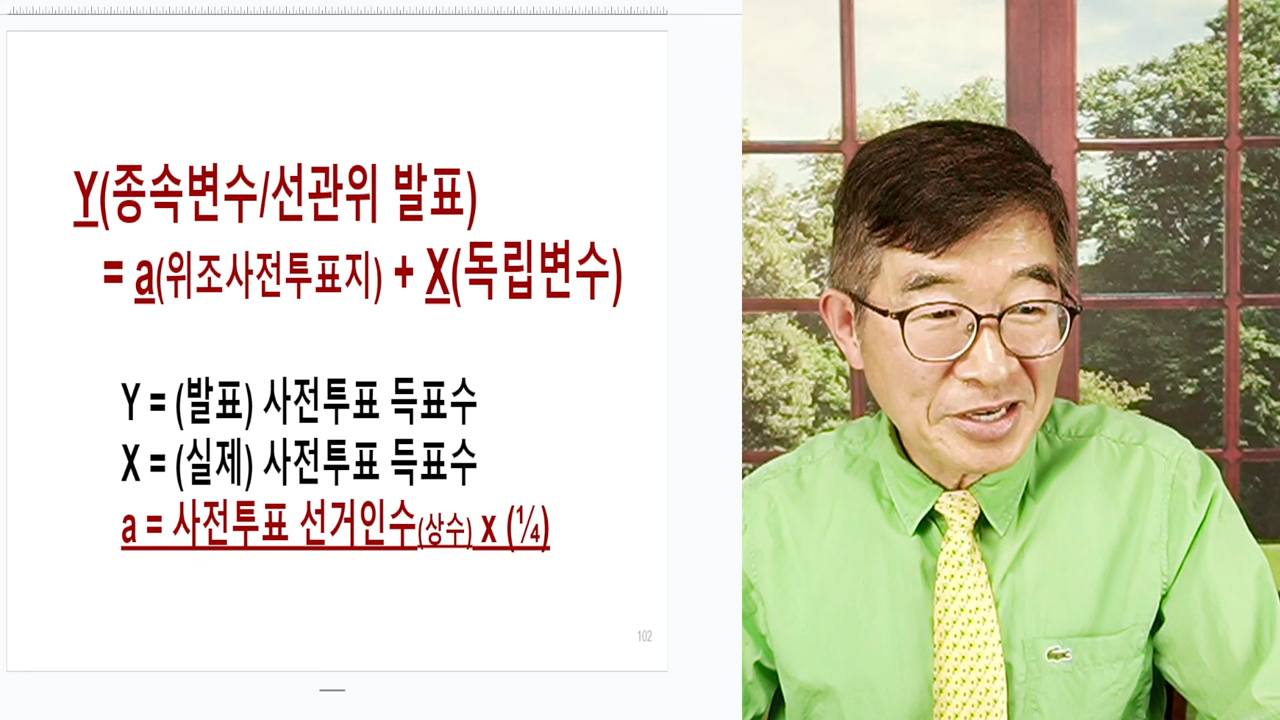 Y(종속변수/선관위 발표)
= a(위조사전투표지) + X(독립변수)
Y = (발표) 사전투표 득표수
X = (실제) 사전투표 득표수
a = 사전투표 선거인수(상수) x (¼)
102